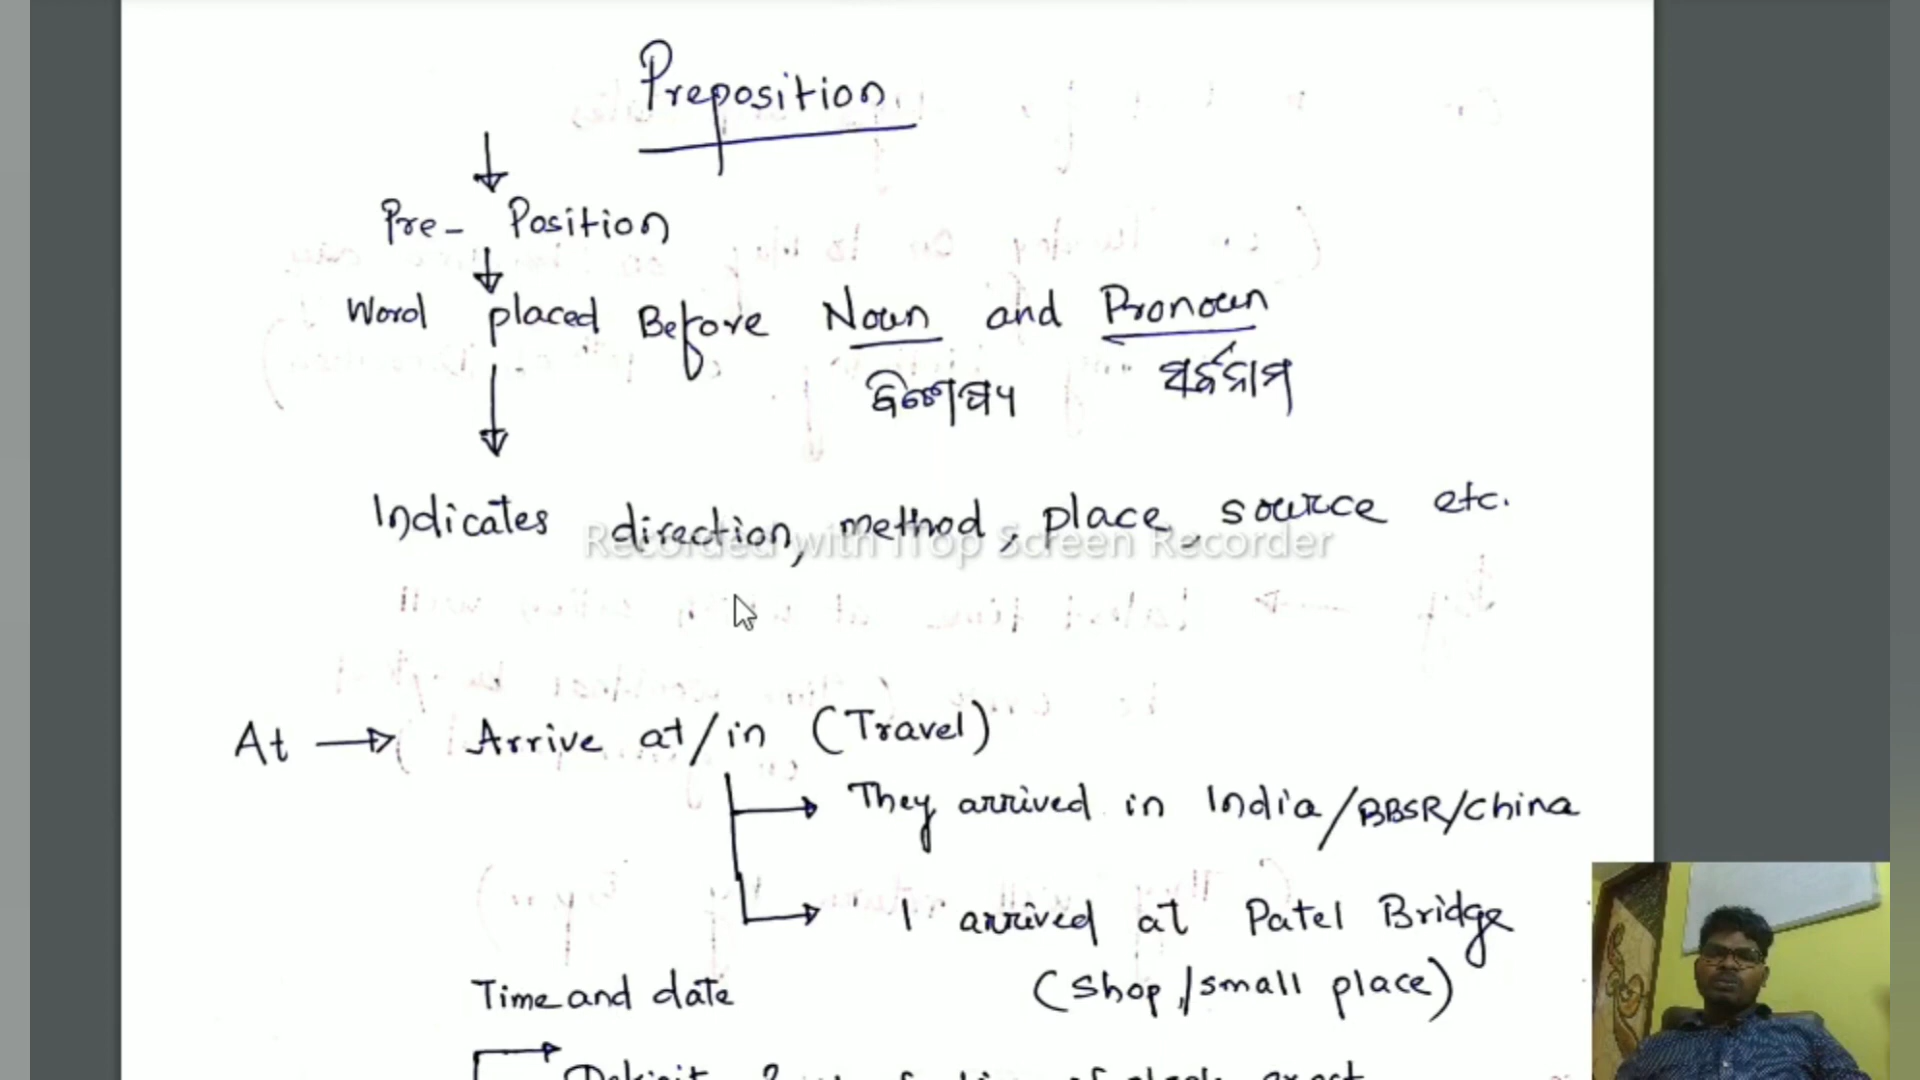 Preposition
Pre- Position
Word placed Before Noun and Pronoun
ବିଶେଷ୍ୟ ସର୍ବନାମ
Indicates direction, method, place, source etc.
Recorded with iTop Screen Recorder
At → Arrive at/in (Travel)
They arrived in India/BBSR/China
I arrived at Patel Bridge
Time and date (Shop/small place)